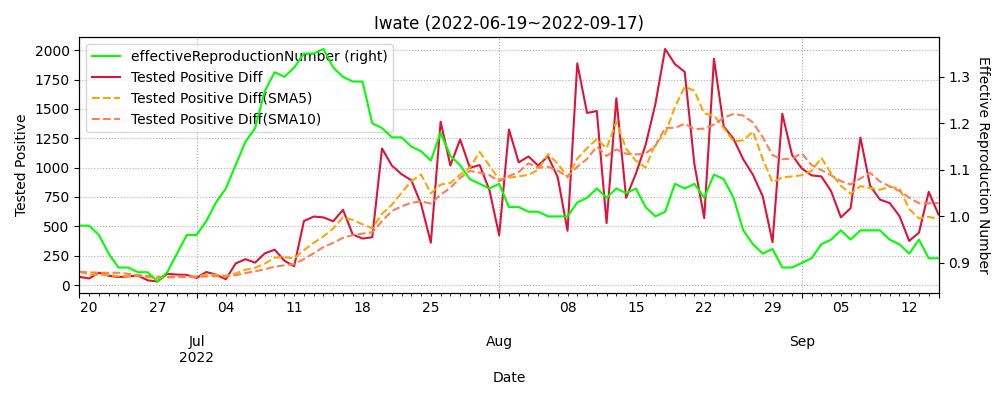 Iwate (2022-06-19~2022-09-17)
effectiveReproductionNumber (right)
Tested Positive Diff
Tested Positive Diff(SMA5)
Tested Positive Diff(SMA10)
Tested Positive
2000
1750
1500
1250
1000
750
500
250
0
Effective Reproduction Number
1.3
1.2
1.1
1.0
0.9
20 27 04 11 18 25 08 15 22 29 05 12
Jul Aug Sep
2022
Date